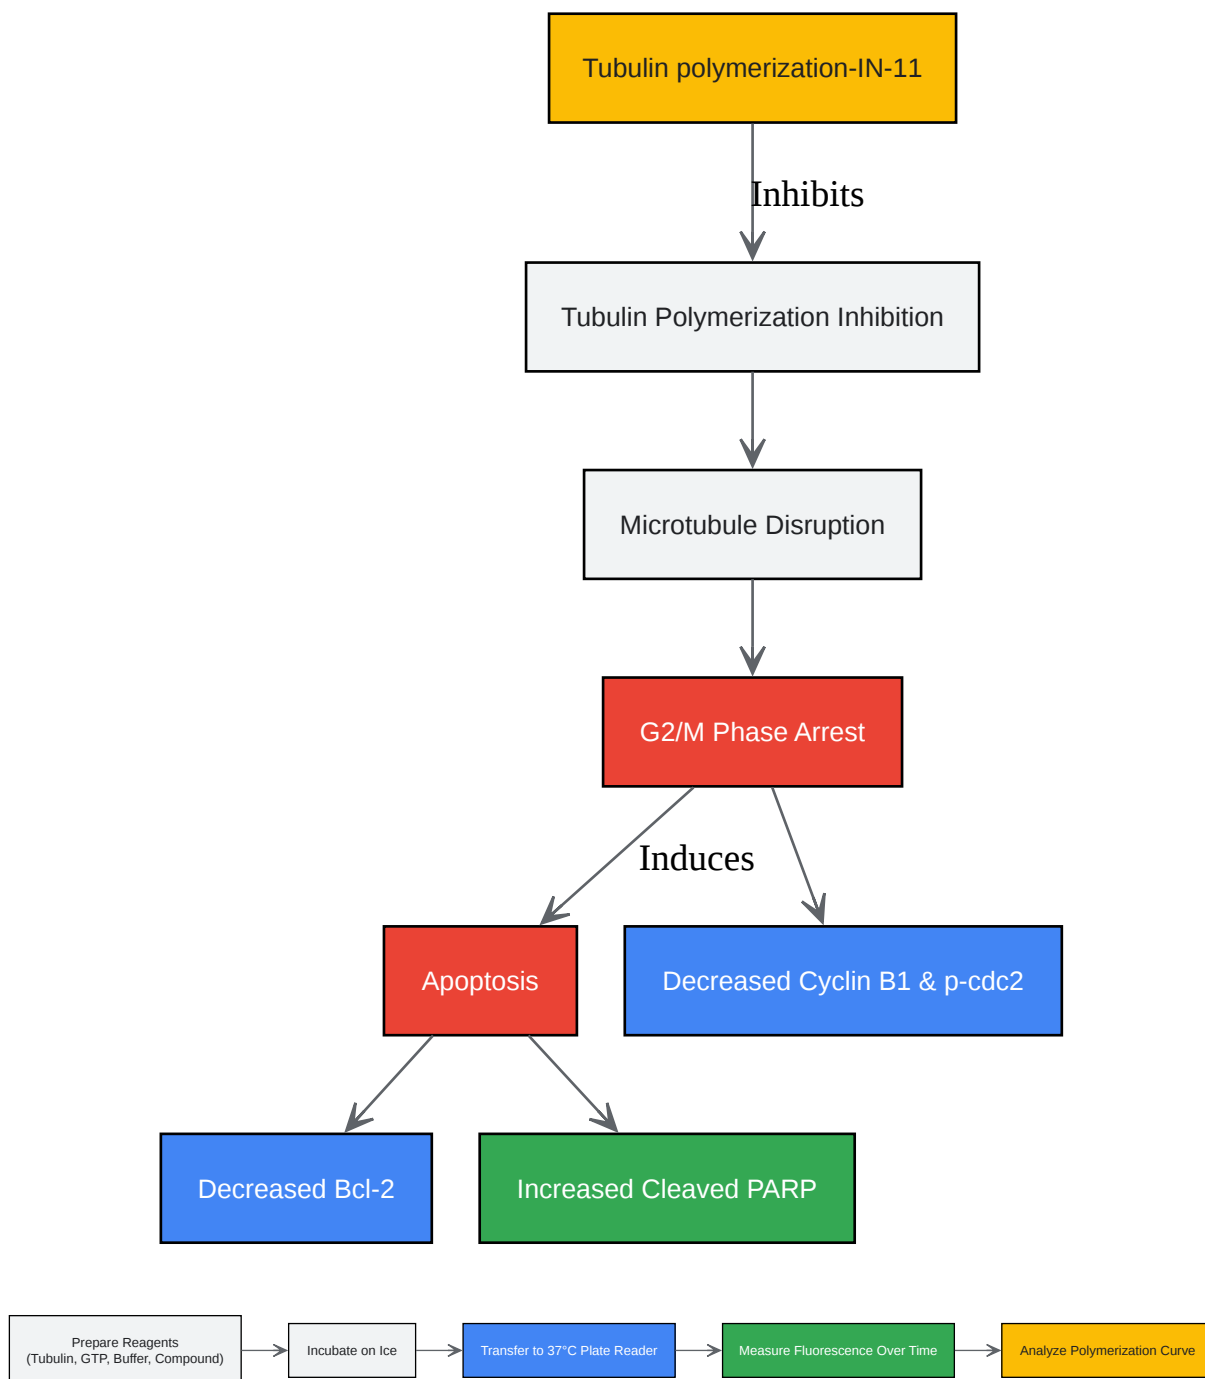 Tubulin polymerization-IN-11
Inhibits
Tubulin Polymerization Inhibition
Microtubule Disruption
G2/M Phase Arrest
Induces
Apoptosis
Decreased Cyclin B1 & p-cdc2
Decreased Bcl-2
Increased Cleaved PARP
Prepare Reagents
(Tubulin, GTP, Buffer, Compound)
Incubate on Ice
Transfer to 37°C Plate Reader
Measure Fluorescence Over Time
Analyze Polymerization Curve